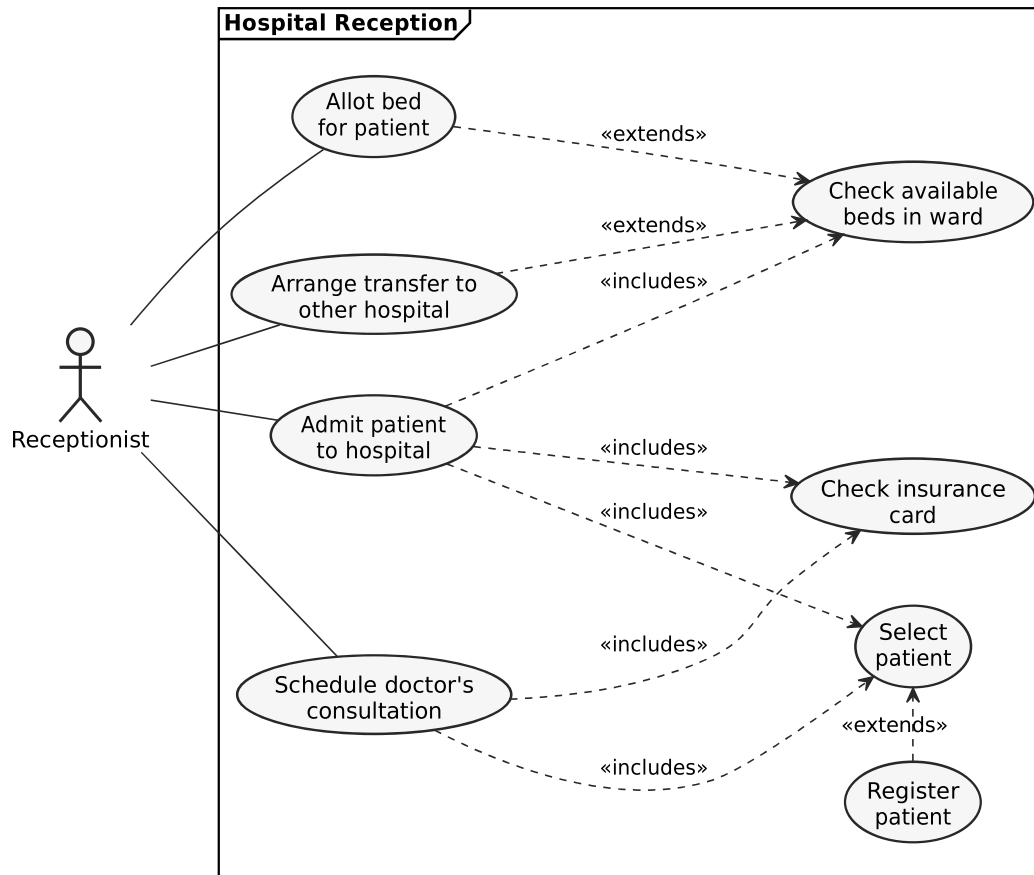 Hospital Reception
Allot bed
for patient
«extends»
Check available
beds in ward
«extends»
Arrange transfer to
other hospital
«includes»
Receptionist
Admit patient
to hospital
«includes»
Check insurance
card
«includes»
«includes»
Select
patient
Schedule doctor's
consultation
«extends»
«includes»
Register
patient